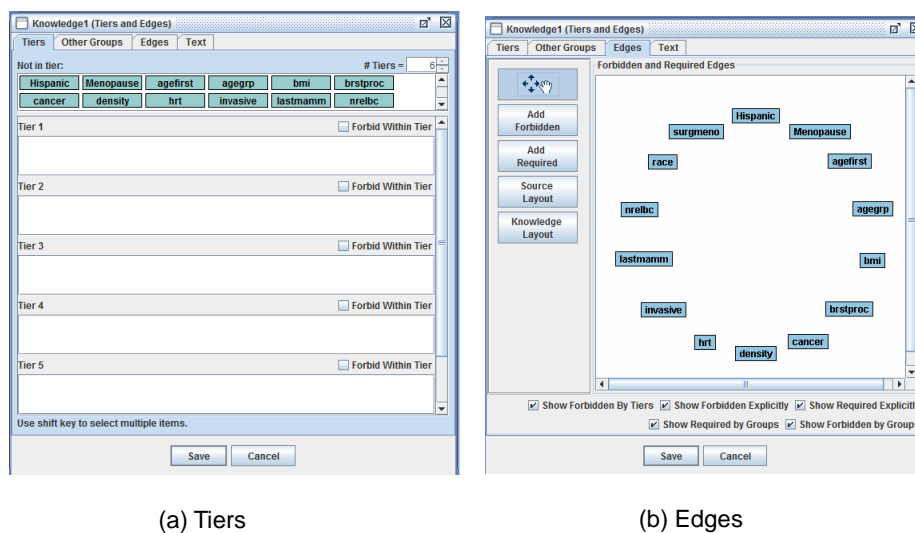 Knowledge1 (Tiers and Edges)
Tiers Other Groups Edges Text
Not in tier: # Tiers = 6
Hispanic Menopause agefirst agegrp bmi brstproc
cancer density hrt invasive lastmamm nrelbc
Tier 1 Forbid Within Tier
Tier 2 Forbid Within Tier
Tier 3 Forbid Within Tier
Tier 4 Forbid Within Tier
Tier 5 Forbid Within Tier
Use shift key to select multiple items.
Save Cancel
(a) Tiers
Knowledge1 (Tiers and Edges)
Tiers Other Groups Edges Text
Forbidden and Required Edges
Add
Forbidden
Add
Required
Source
Layout
Knowledge
Layout
Hispanic
surgmeno Menopause
race agefirst
nrelbc agegrp
lastmamm bmi
invasive brstproc
hrt cancer
density
Show Forbidden By Tiers Show Forbidden Explicitly Show Required Explicitl
Show Required by Groups Show Forbidden by Group
Save Cancel
(b) Edges